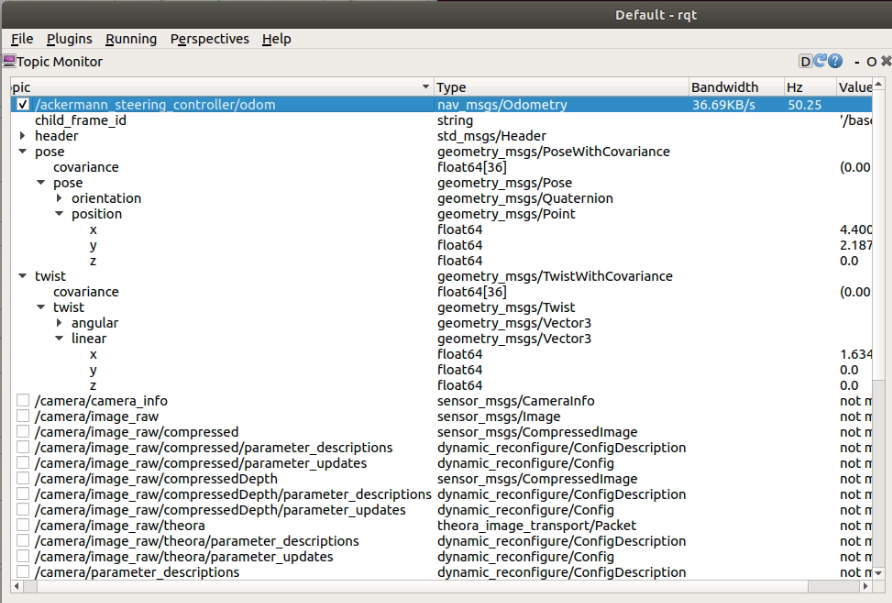 Default - rqt
File Plugins Running Perspectives Help
Topic Monitor D - O
pic Type Bandwidth Hz Value
/ackermann_steering_controller/odom nav_msgs/Odometry 36.69KB/s 50.25
child_frame_id string '/base
header std_msgs/Header
pose geometry_msgs/PoseWithCovariance
covariance float64[36] (0.00
pose geometry_msgs/Pose
orientation geometry_msgs/Quaternion
position geometry_msgs/Point
x float64 4.400
y float64 2.187
z float64 0.0
twist geometry_msgs/TwistWithCovariance
covariance float64[36] (0.00
twist geometry_msgs/Twist
angular geometry_msgs/Vector3
linear geometry_msgs/Vector3
x float64 1.634
y float64 0.0
z float64 0.0
/camera/camera_info sensor_msgs/CameraInfo not m
/camera/image_raw sensor_msgs/Image not m
/camera/image_raw/compressed sensor_msgs/CompressedImage not m
/camera/image_raw/compressed/parameter_descriptions dynamic_reconfigure/ConfigDescription not m
/camera/image_raw/compressed/parameter_updates dynamic_reconfigure/Config not m
/camera/image_raw/compressedDepth sensor_msgs/CompressedImage not m
/camera/image_raw/compressedDepth/parameter_descriptions dynamic_reconfigure/ConfigDescription not m
/camera/image_raw/compressedDepth/parameter_updates dynamic_reconfigure/Config not m
/camera/image_raw/theora theora_image_transport/Packet not m
/camera/image_raw/theora/parameter_descriptions dynamic_reconfigure/ConfigDescription not m
/camera/image_raw/theora/parameter_updates dynamic_reconfigure/Config not m
/camera/parameter_descriptions dynamic_reconfigure/ConfigDescription not m